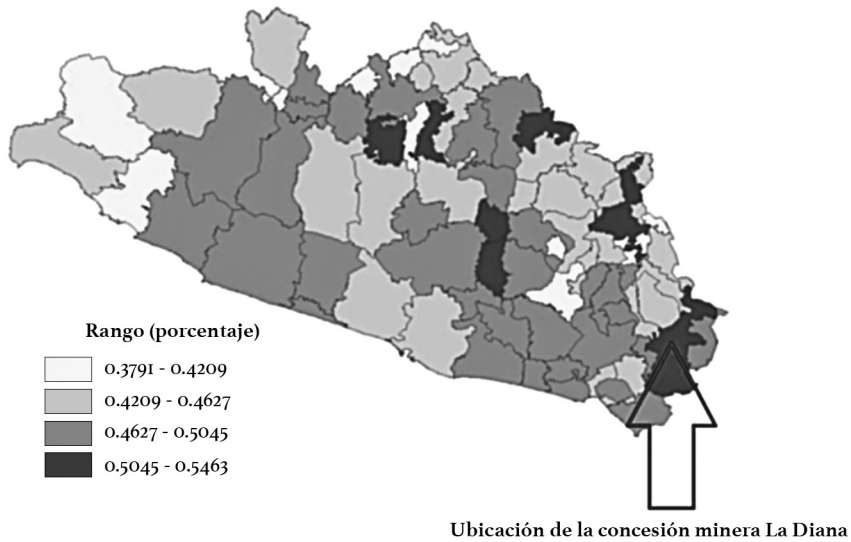 Rango (porcentaje)
0.3791 - 0.4209
0.4209 - 0.4627
0.4627 - 0.5045
0.5045 - 0.5463
Ubicación de la concesión minera La Diana